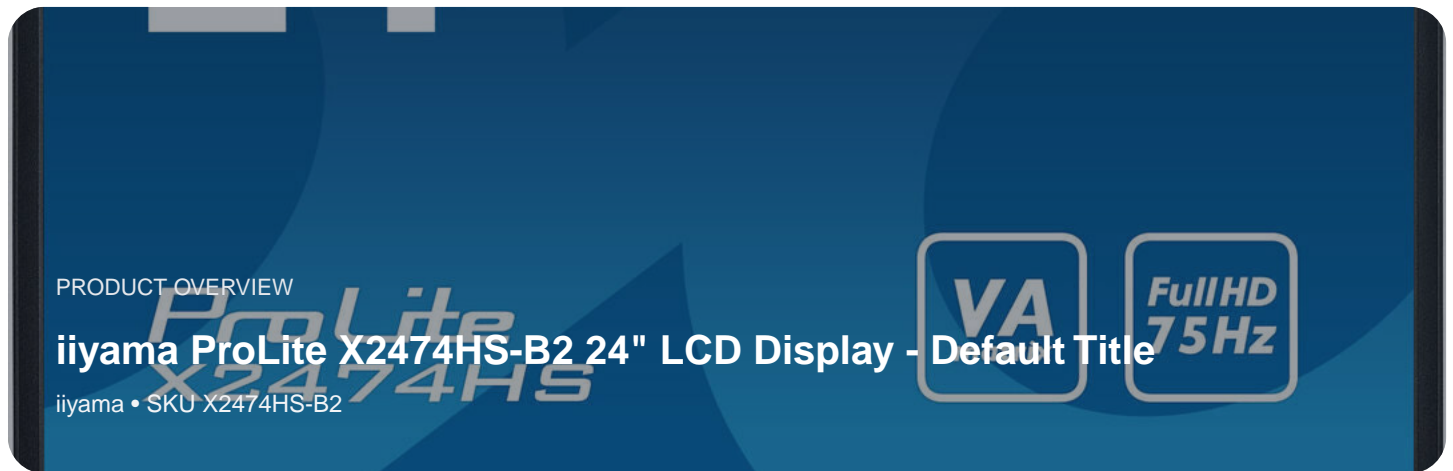 PRODUCT OVERVIEW
ProLite
X2474HS
iiyama ProLite X2474HS-B2 24" LCD Display - Default Title
iiyama • SKU X2474HS-B2
VA
FullHD
75Hz